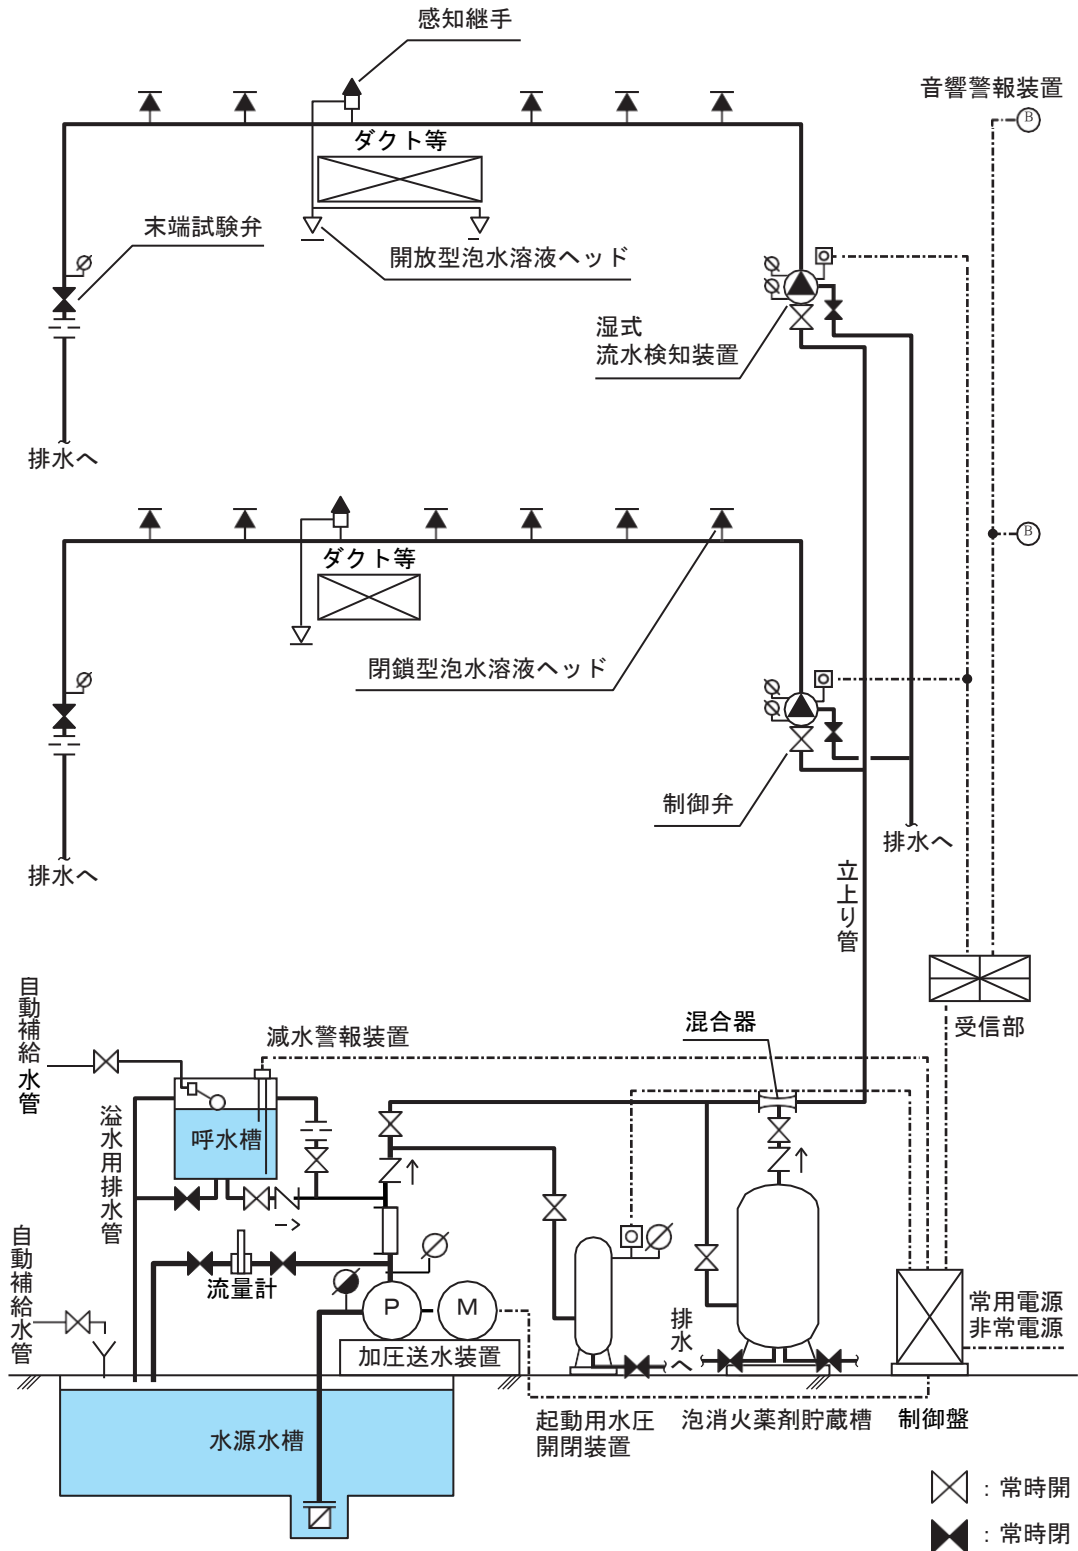 感知継手
音響警報装置
B
ダクト等
末端試験弁
開放型泡水溶液ヘッド
湿式
流水検知装置
排水へ
B
ダクト等
閉鎖型泡水溶液ヘッド
制御弁
排水へ
排水へ
立上り管
自動補給水管
減水警報装置
混合器
受信部
溢水用排水管
呼水槽
自動補給水管
流量計
P
M
加圧送水装置
排水へ
常用電源
非常電源
水源水槽
起動用水圧
開閉装置
泡消火薬剤貯蔵槽
制御盤
：常時開
：常時閉